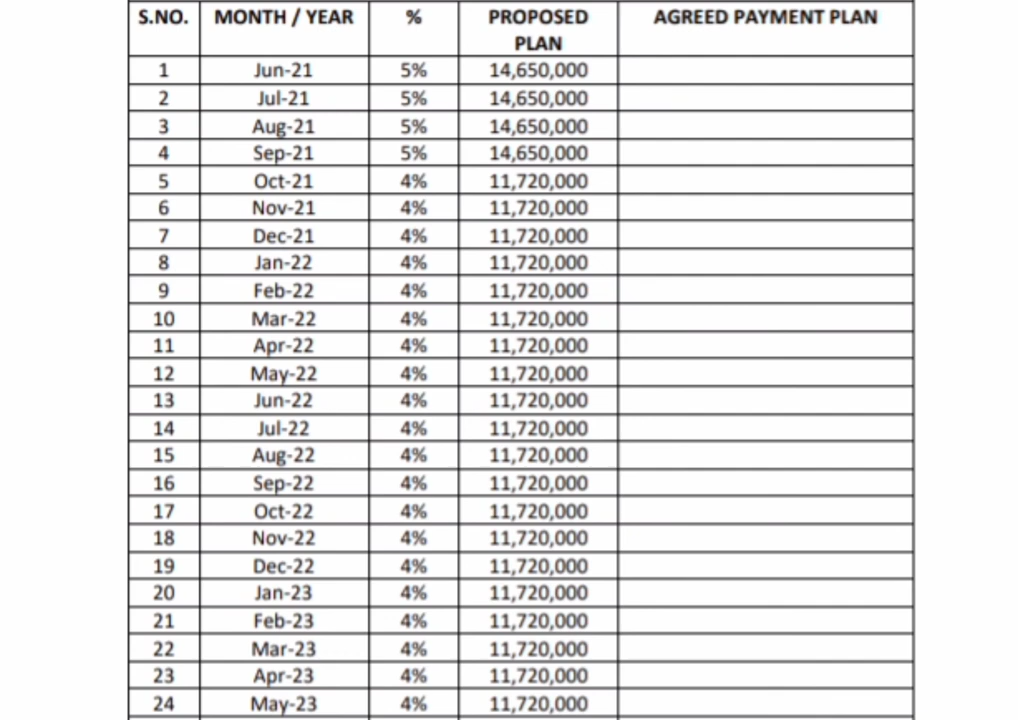 S.NO. MONTH / YEAR % PROPOSED PLAN AGREED PAYMENT PLAN
1 Jun-21 5% 14,650,000
2 Jul-21 5% 14,650,000
3 Aug-21 5% 14,650,000
4 Sep-21 5% 14,650,000
5 Oct-21 4% 11,720,000
6 Nov-21 4% 11,720,000
7 Dec-21 4% 11,720,000
8 Jan-22 4% 11,720,000
9 Feb-22 4% 11,720,000
10 Mar-22 4% 11,720,000
11 Apr-22 4% 11,720,000
12 May-22 4% 11,720,000
13 Jun-22 4% 11,720,000
14 Jul-22 4% 11,720,000
15 Aug-22 4% 11,720,000
16 Sep-22 4% 11,720,000
17 Oct-22 4% 11,720,000
18 Nov-22 4% 11,720,000
19 Dec-22 4% 11,720,000
20 Jan-23 4% 11,720,000
21 Feb-23 4% 11,720,000
22 Mar-23 4% 11,720,000
23 Apr-23 4% 11,720,000
24 May-23 4% 11,720,000